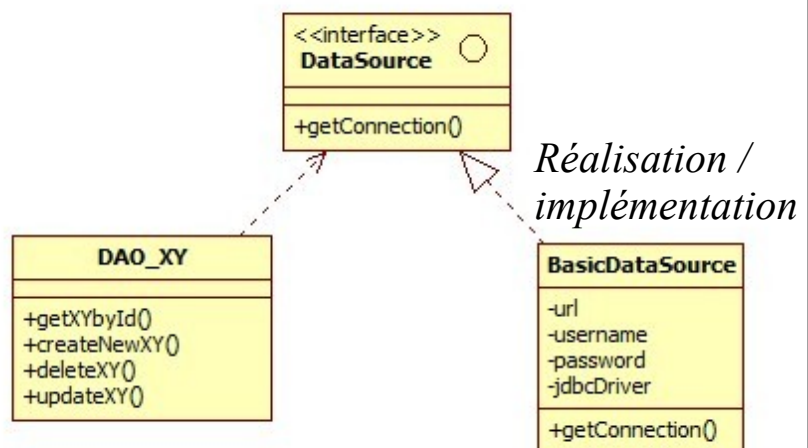 <<interface>>
DataSource
+getConnection()
Réalisation /
implémentation
DAO_XY
+getXYbyId()
+createNewXY()
+deleteXY()
+updateXY()
BasicDataSource
-url
-username
-password
-jdbcDriver
+getConnection()